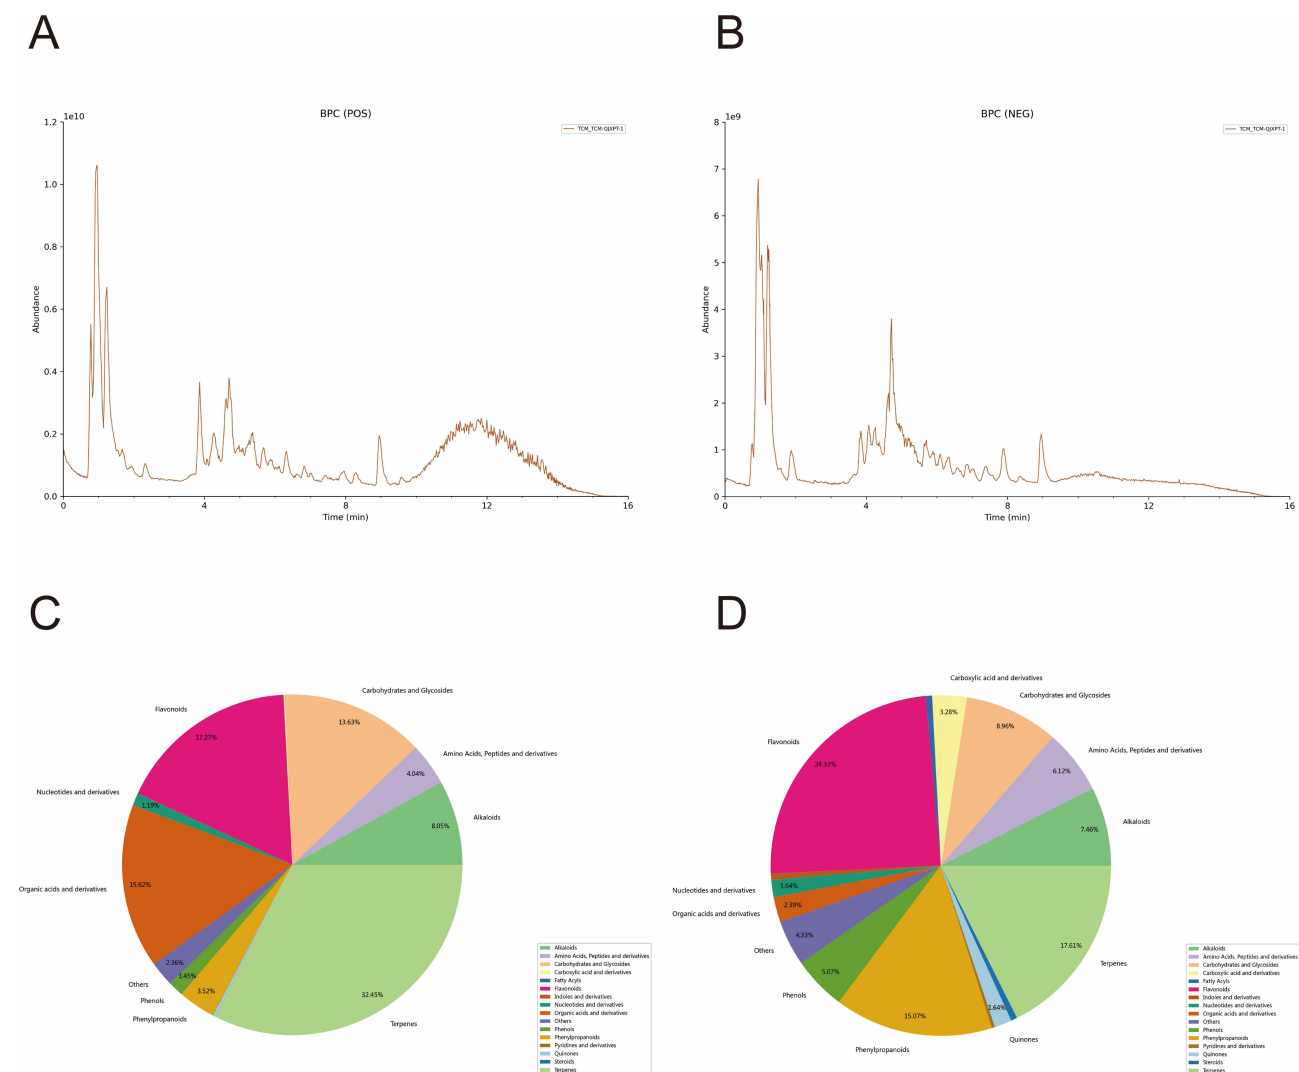 A
B
BPC (POS)
1e10
TCM_TCM-QJXPT-1
1.2
1.0
0.8
0.6
0.4
0.2
0.0
Abundance
0 4 8 12 16
Time (min)
BPC (NEG)
1e9
TCM_TCM-QJXPT-1
8
7
6
5
4
3
2
1
0
Abundance
0 4 8 12 16
Time (min)
C
D
Carbohydrates and Glycosides
13.63%
Flavonoids
17.27%
Amino Acids, Peptides and derivatives
4.04%
Nucleotides and derivatives
1.19%
Alkaloids
8.05%
Organic acids and derivatives
15.62%
Others
2.36%
Phenols
1.45%
Phenylpropanoids
3.52%
Terpenes
32.45%
Alkaloids
Amino Acids, Peptides and derivatives
Carbohydrates and Glycosides
Carboxylic acid and derivatives
Fatty Acyls
Flavonoids
Indoles and derivatives
Nucleotides and derivatives
Organic acids and derivatives
Others
Phenols
Phenylpropanoids
Pyridines and derivatives
Quinones
Steroids
Terpenes
Carboxylic acid and derivatives
3.28%
Carbohydrates and Glycosides
8.96%
Flavonoids
24.33%
Amino Acids, Peptides and derivatives
6.12%
Alkaloids
7.46%
Nucleotides and derivatives
1.64%
Organic acids and derivatives
2.39%
Others
4.33%
Phenols
5.07%
Phenylpropanoids
15.07%
Quinones
1.64%
Terpenes
17.61%
Alkaloids
Amino Acids, Peptides and derivatives
Carbohydrates and Glycosides
Carboxylic acid and derivatives
Fatty Acyls
Flavonoids
Indoles and derivatives
Nucleotides and derivatives
Organic acids and derivatives
Others
Phenols
Phenylpropanoids
Pyridines and derivatives
Quinones
Steroids
Terpenes